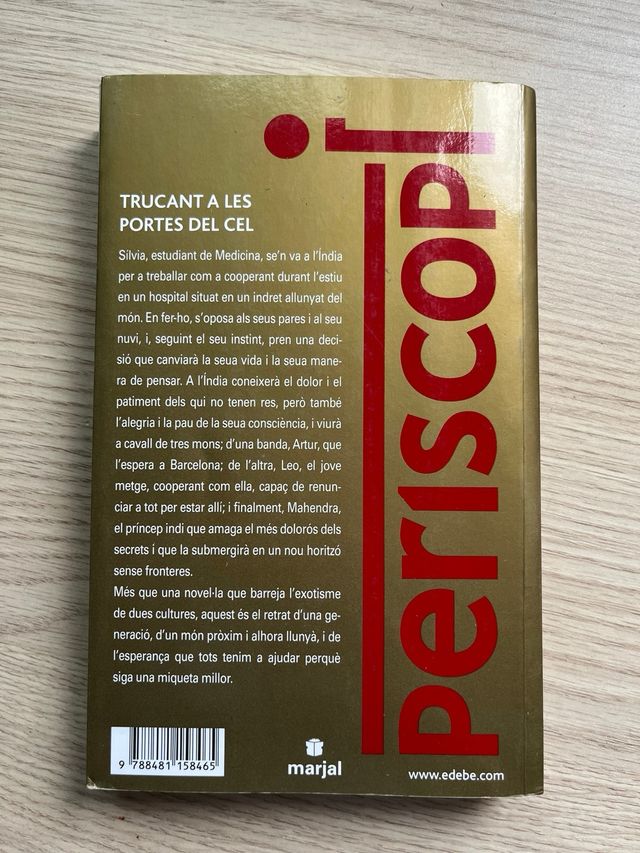 TRUCANT A LES
PORTES DEL CEL
Sílvia, estudiant de Medicina, se'n va a l'Índia
per a treballar com a cooperant durant l'estiu
en un hospital situat en un indret allunyat del
món. En fer-ho, s'oposa als seus pares i al seu
nuvi, i, seguint el seu instint, pren una deci-
sió que canviarà la seua vida i la seua mane-
ra de pensar. A l'Índia coneixerà el dolor i el
patiment dels qui no tenen res, però també
l'alegria i la pau de la seua consciència, i viurà
a cavall de tres mons; d'una banda, Artur, que
l'espera a Barcelona; de l'altra, Leo, el jove
metge, cooperant com ella, capaç de renun-
ciar a tot per estar allí; i finalment, Mahendra,
el príncep indi que amaga el més dolorós dels
secrets i que la submergirà en un nou horitzó
sense fronteres.
Més que una novel·la que barreja l'exotisme
de dues cultures, aquest és el retrat d'una ge-
neració, d'un món pròxim i alhora llunyà, i de
l'esperança que tots tenim a ajudar perquè
siga una miqueta millor.
9 788481 158465
marjal
www.edebe.com
periscopi